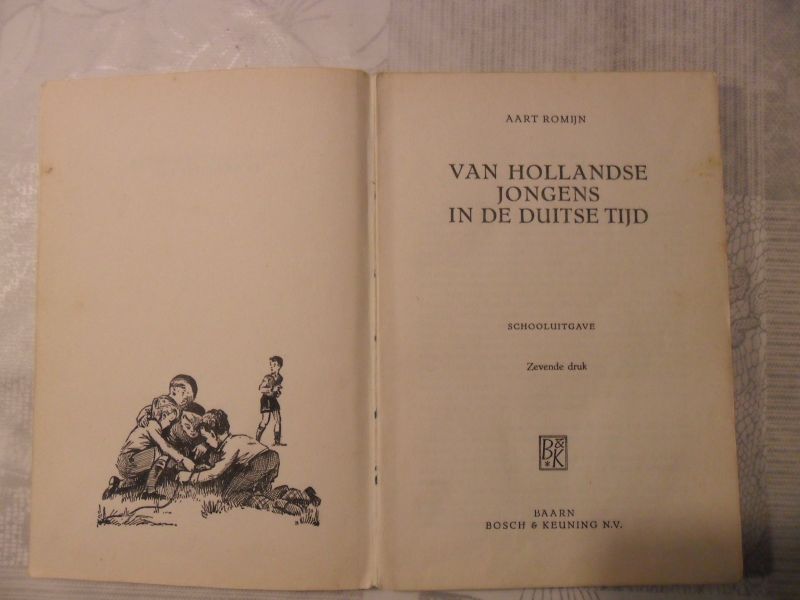 AART ROMIJN
VAN HOLLANDSE
JONGENS
IN DE DUITSE TIJD
SCHOOLUITGAVE
Zevende druk
B&K
*
BAARN
BOSCH & KEUNING N.V.